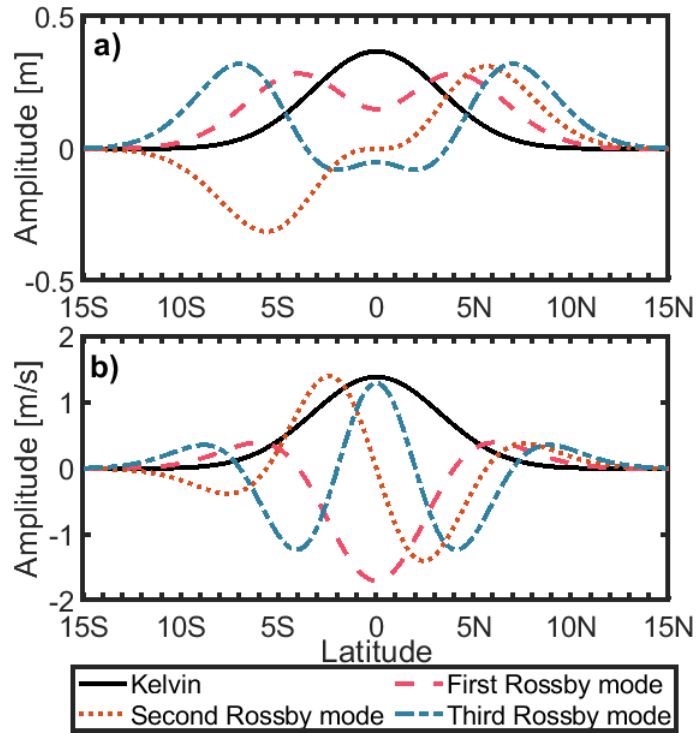 a)
Amplitude [m]
0.5
0
-0.5
15S 10S 5S 0 5N 10N 15N
b)
Amplitude [m/s]
2
1
0
-1
-2
15S 10S 5S 0 5N 10N 15N
Latitude
Kelvin
First Rossby mode
Second Rossby mode
Third Rossby mode